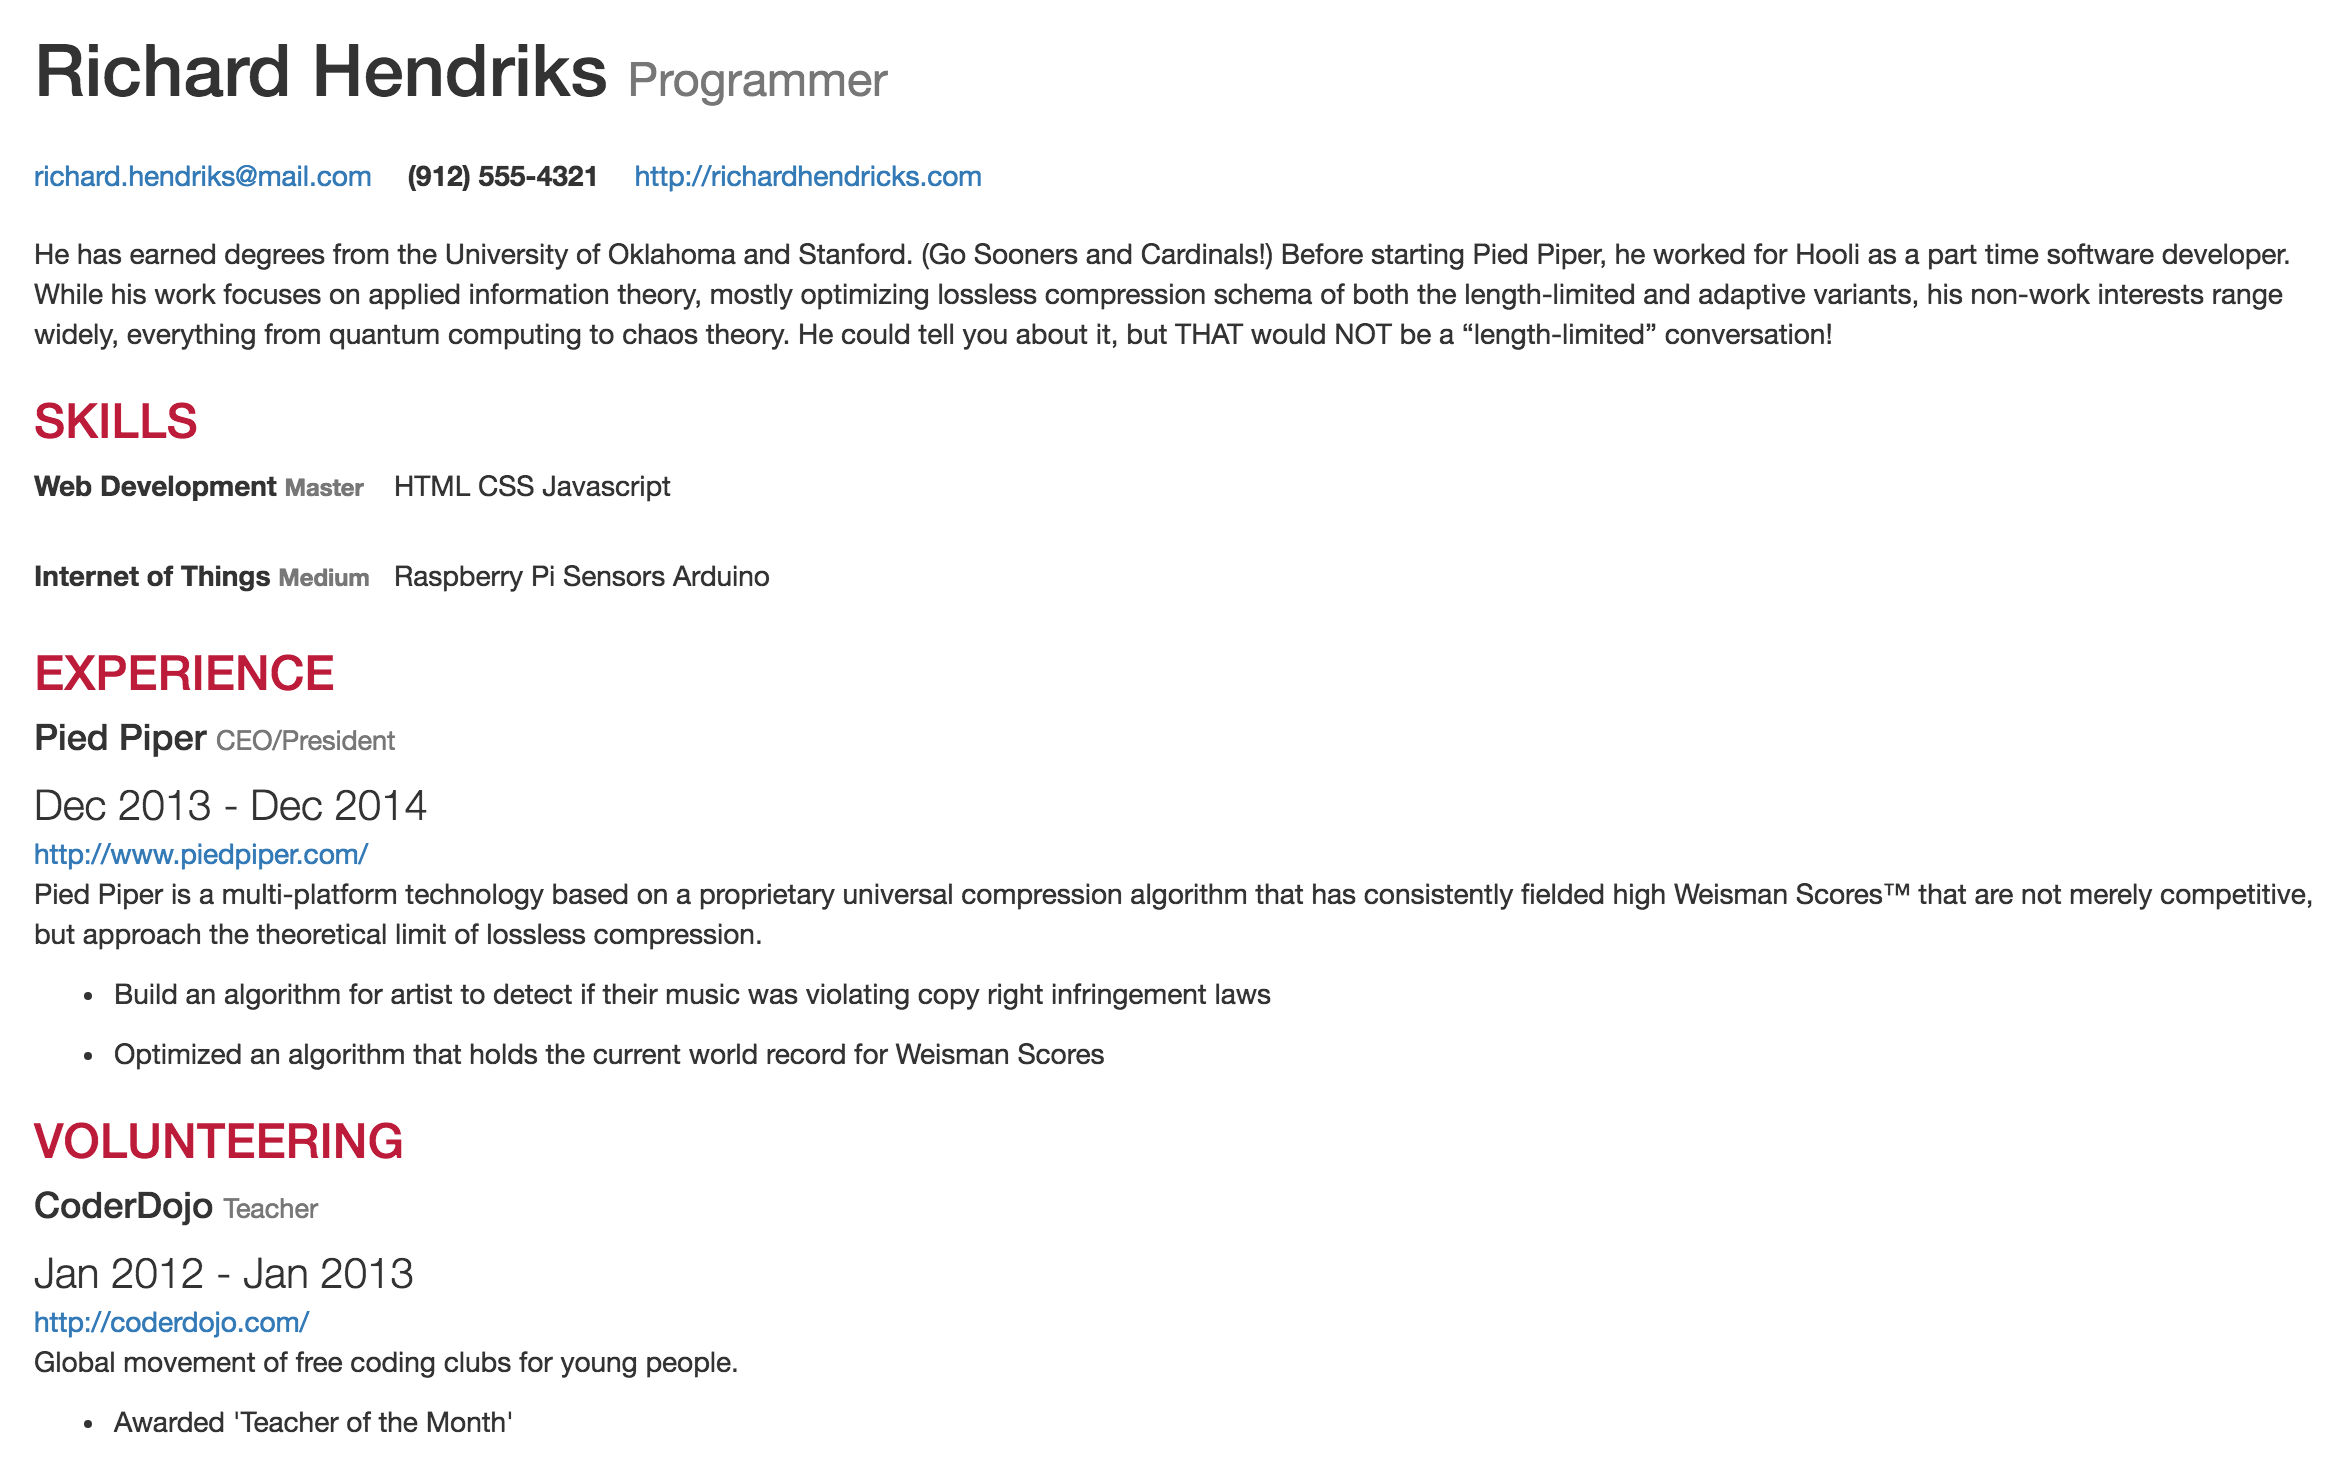 Richard Hendriks Programmer
richard.hendriks@mail.com (912) 555-4321 http://richardhendricks.com
He has earned degrees from the University of Oklahoma and Stanford. (Go Sooners and Cardinals!) Before starting Pied Piper, he worked for Hooli as a part time software developer.
While his work focuses on applied information theory, mostly optimizing lossless compression schema of both the length-limited and adaptive variants, his non-work interests range
widely, everything from quantum computing to chaos theory. He could tell you about it, but THAT would NOT be a “length-limited” conversation!
SKILLS
Web Development Master HTML CSS Javascript
Internet of Things Medium Raspberry Pi Sensors Arduino
EXPERIENCE
Pied Piper CEO/President
Dec 2013 - Dec 2014
http://www.piedpiper.com/
Pied Piper is a multi-platform technology based on a proprietary universal compression algorithm that has consistently fielded high Weisman Scores™ that are not merely competitive,
but approach the theoretical limit of lossless compression.
• Build an algorithm for artist to detect if their music was violating copy right infringement laws
• Optimized an algorithm that holds the current world record for Weisman Scores
VOLUNTEERING
CoderDojo Teacher
Jan 2012 - Jan 2013
http://coderdojo.com/
Global movement of free coding clubs for young people.
• Awarded 'Teacher of the Month'